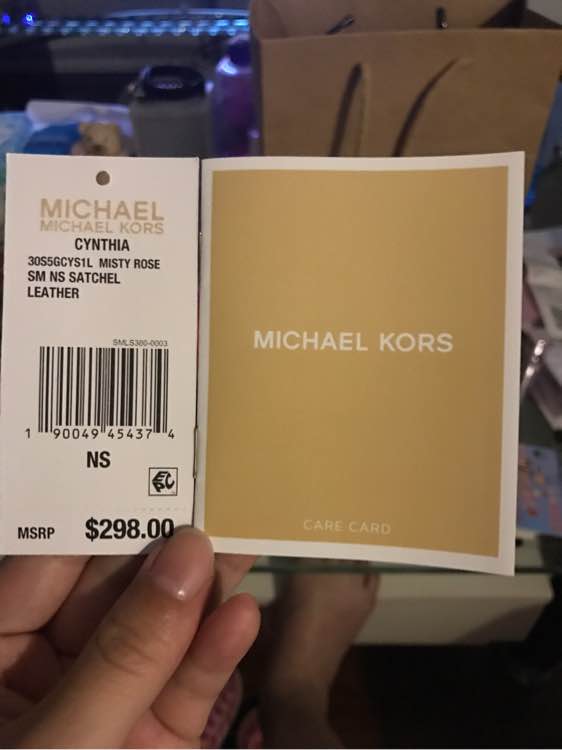 MICHAEL
MICHAEL KORS
CYNTHIA
30S5GCYS1L MISTY ROSE
SM NS SATCHEL
LEATHER
SMLS300-0003
1 90049 45437 4
NS
MSRP $298.00
MICHAEL KORS
CARE CARD